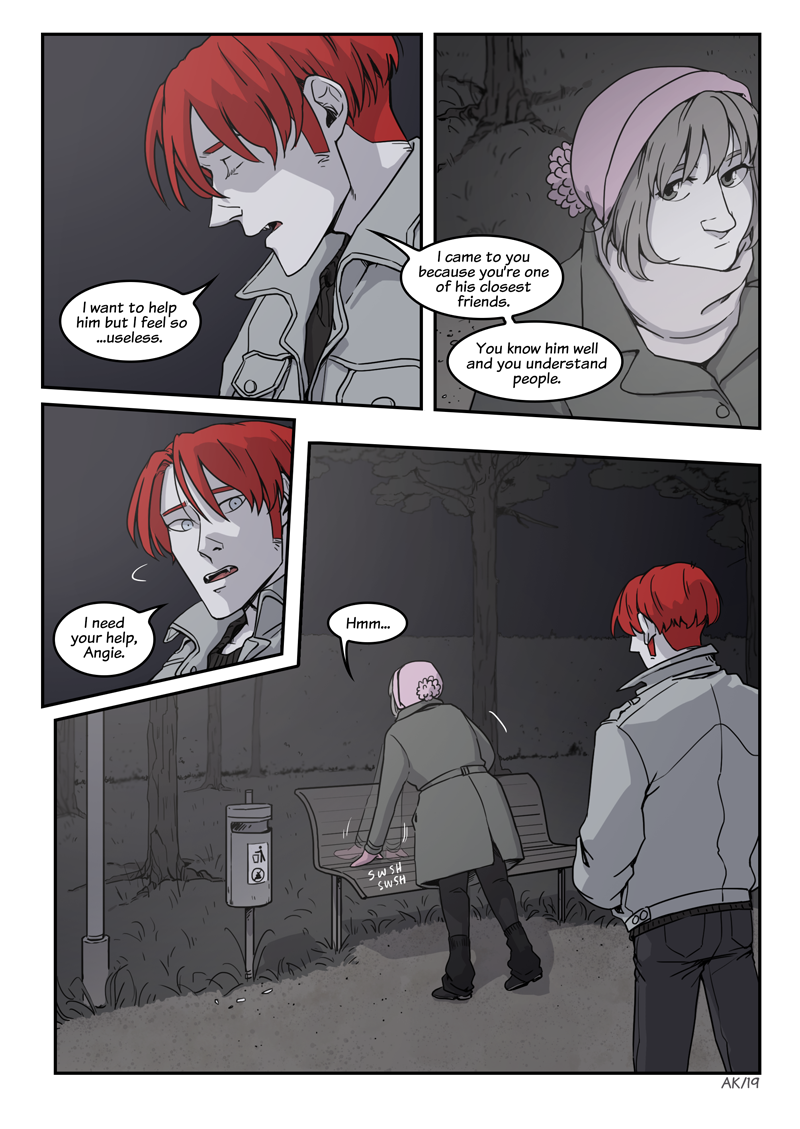 I want to help
him but I feel so
...useless.
I came to you
because you're one
of his closest
friends.
You know him well
and you understand
people.
I need
your help,
Angie.
Hmm...
SWSH
SWSH
AK/19